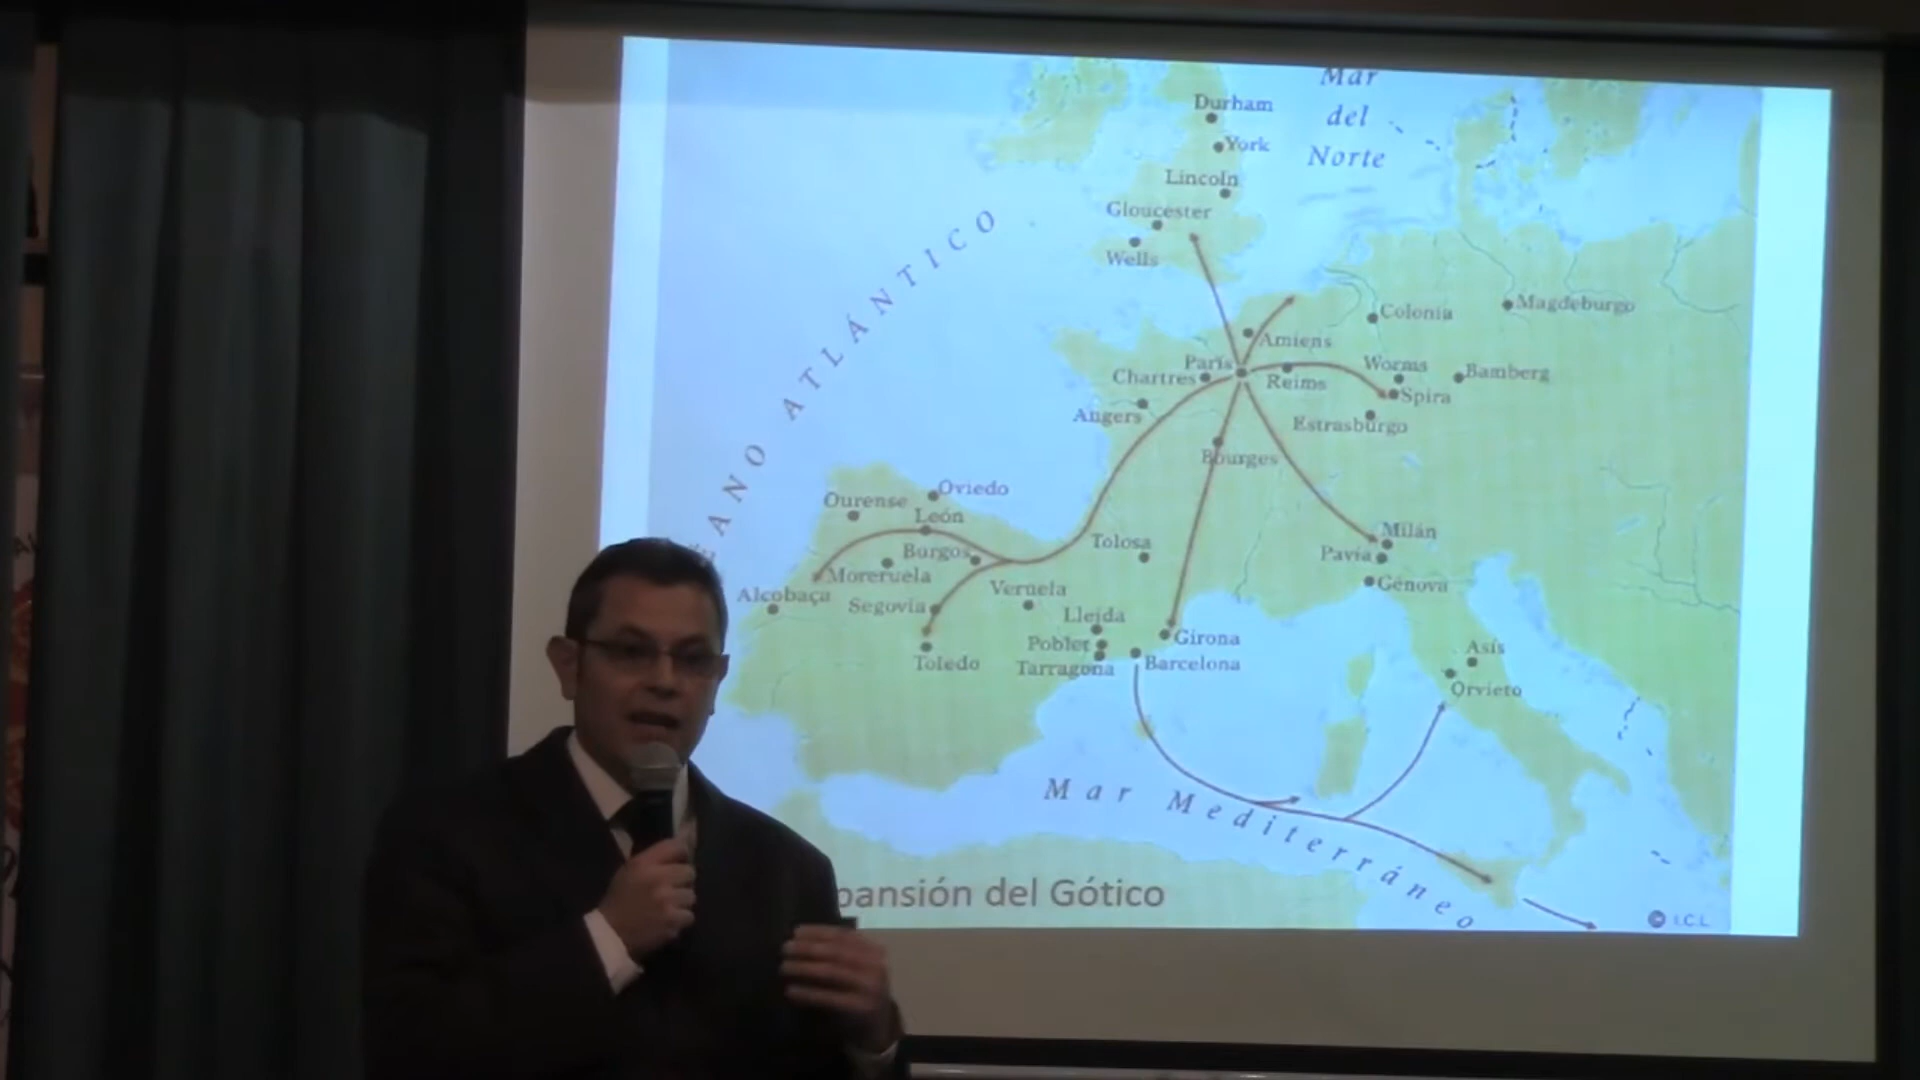 Mar
del
Norte
Durham
York
Lincoln
Gloucester
Wells
ANO ATLÁNTICO
Colonia
Magdeburgo
Amiens
París
Chartres
Reims
Worms
Bamberg
Spira
Angers
Estrasburgo
Bourges
Oviedo
Ourense
León
Burgos
Tolosa
Milán
Pavía
Génova
Moreruela
Alcobaça
Segovia
Veruela
Lleida
Poblet
Girona
Toledo
Tarragona
Barcelona
Asís
Orvieto
Mar Mediterráneo
pansión del Gótico
© I.C.L.